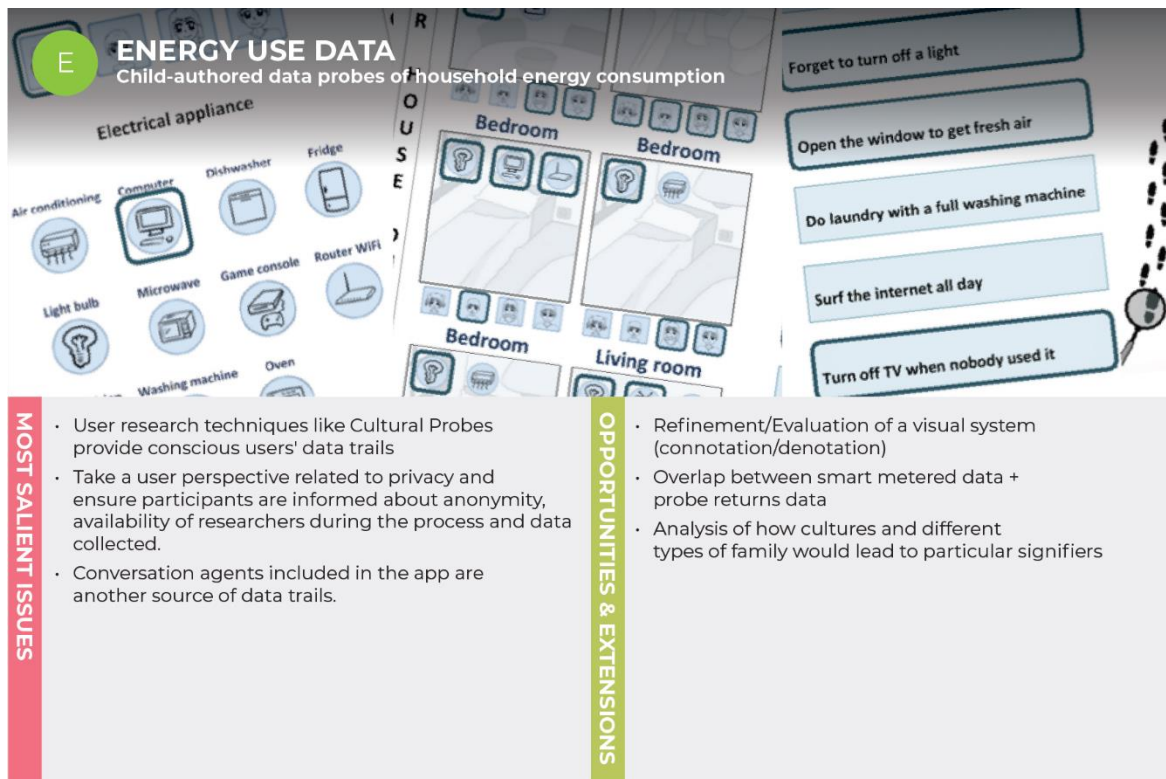 E
ENERGY USE DATA
Child-authored data probes of household energy consumption
Electrical appliance
Air conditioning
Computer
Dishwasher
Fridge
Light bulb
Microwave
Game console
Router WiFi
Washing machine
Oven
R
H
O
U
S
E
Bedroom
Bedroom
Bedroom
Living room
Forget to turn off a light
Open the window to get fresh air
Do laundry with a full washing machine
Surf the internet all day
Turn off TV when nobody used it
MOST SALIENT ISSUES
• User research techniques like Cultural Probes
provide conscious users' data trails
• Take a user perspective related to privacy and
ensure participants are informed about anonymity,
availability of researchers during the process and data
collected.
• Conversation agents included in the app are
another source of data trails.
OPPORTUNITIES & EXTENSIONS
• Refinement/Evaluation of a visual system
(connotation/denotation)
• Overlap between smart metered data +
probe returns data
• Analysis of how cultures and different
types of family would lead to particular signifiers